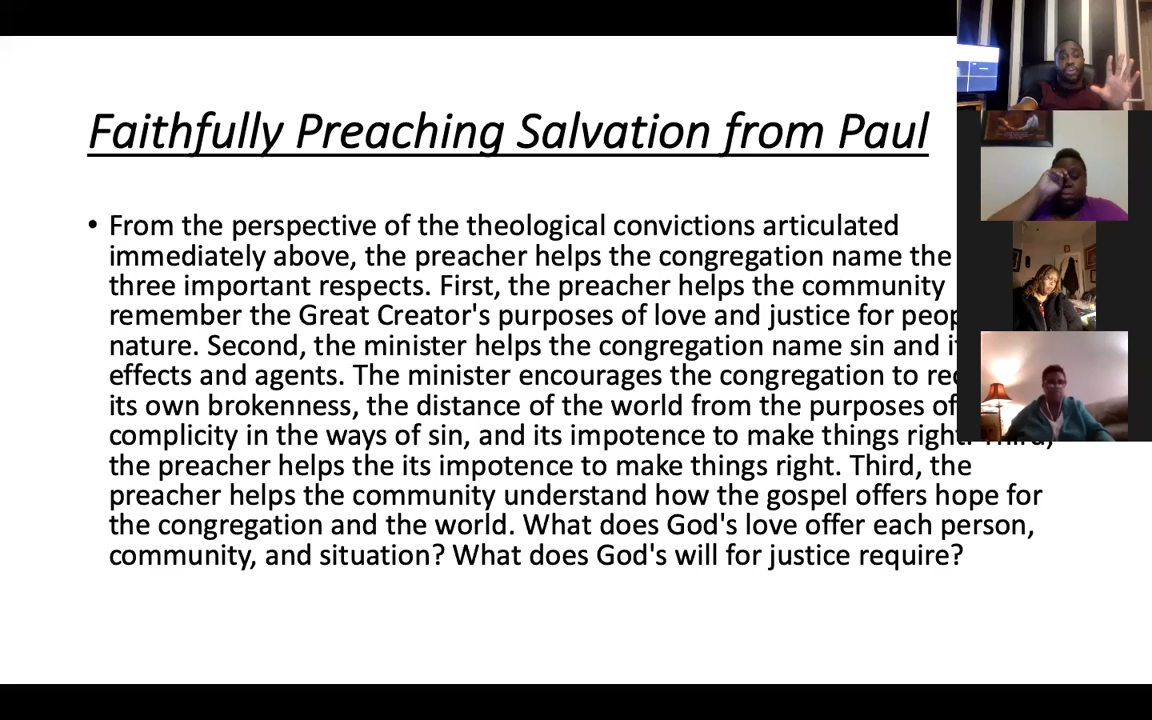 Faithfully Preaching Salvation from Paul
• From the perspective of the theological convictions articulated
immediately above, the preacher helps the congregation name the
three important respects. First, the preacher helps the community
remember the Great Creator's purposes of love and justice for
nature. Second, the minister helps the congregation name sin and
effects and agents. The minister encourages the congregation to
its own brokenness, the distance of the world from the purposes of
complicity in the ways of sin, and its impotence to make things right. Third,
the preacher helps the its impotence to make things right. Third, the
preacher helps the community understand how the gospel offers hope for
the congregation and the world. What does God's love offer each person,
community, and situation? What does God's will for justice require?